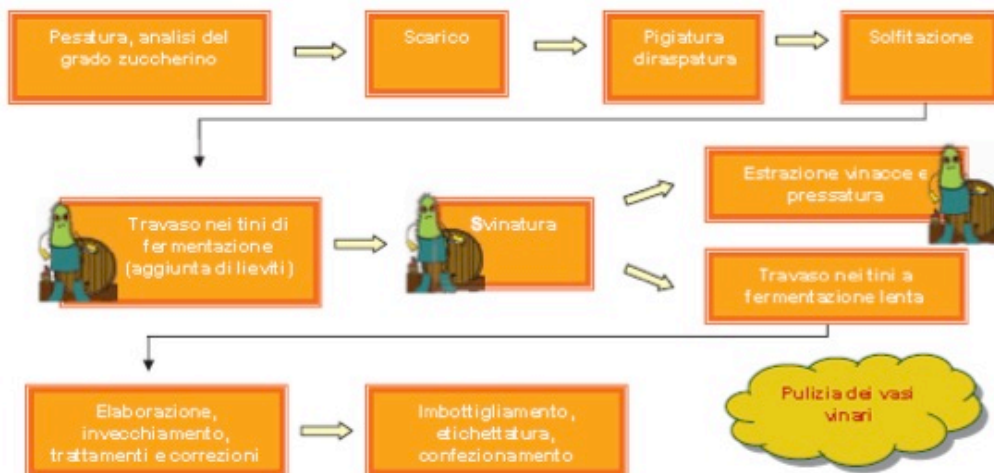 Pesatura, analisi del
grado zuccherino
Scarico
Pigiatura
diraspatura
Solfitazione
Travaso nei tini di
fermentazione
(aggiunta di lieviti)
Svinatura
Estrazione vinacce e
pressatura
Travaso nei tini a
fermentazione lenta
Elaborazione,
invecchiamento,
trattamenti e correzioni
Imbottigliamento,
etichettatura,
confezionamento
Pulizia dei vasi
vinari